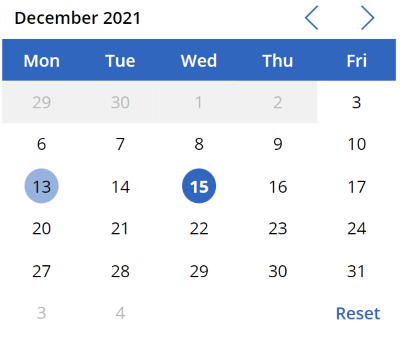 December 2021
Mon Tue Wed Thu Fri
29 30 1 2 3
6 7 8 9 10
13 14 15 16 17
20 21 22 23 24
27 28 29 30 31
3 4 Reset